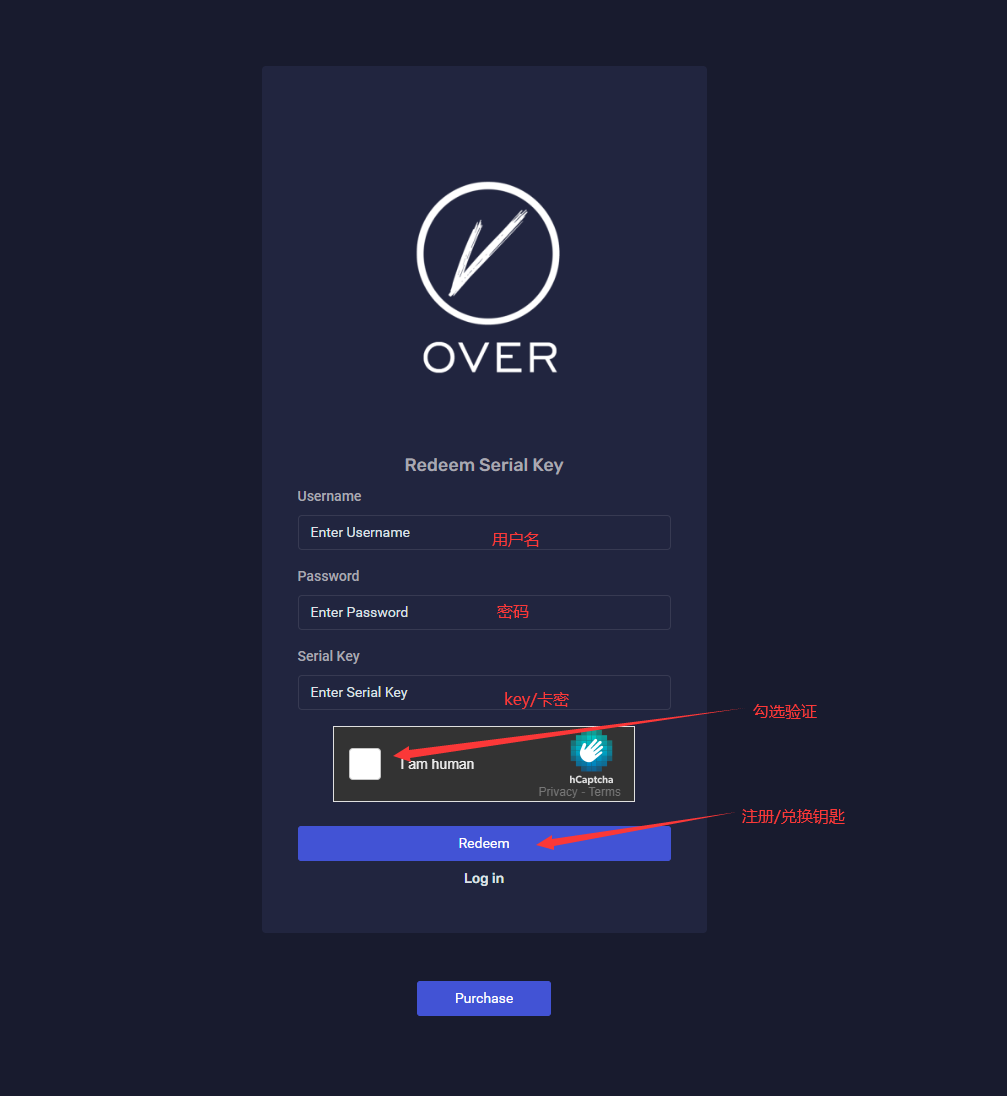 OVER
Redeem Serial Key
Username
Enter Username
用户名
Password
Enter Password
密码
Serial Key
Enter Serial Key
key/卡密
勾选验证
I am human
hCaptcha
Privacy - Terms
注册/兑换钥匙
Redeem
Log in
Purchase